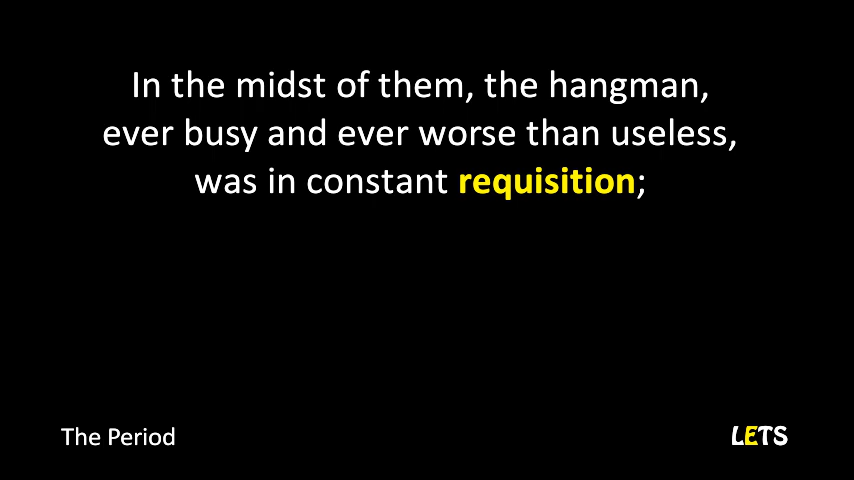 In the midst of them, the hangman,
ever busy and ever worse than useless,
was in constant requisition;
The Period
LETS